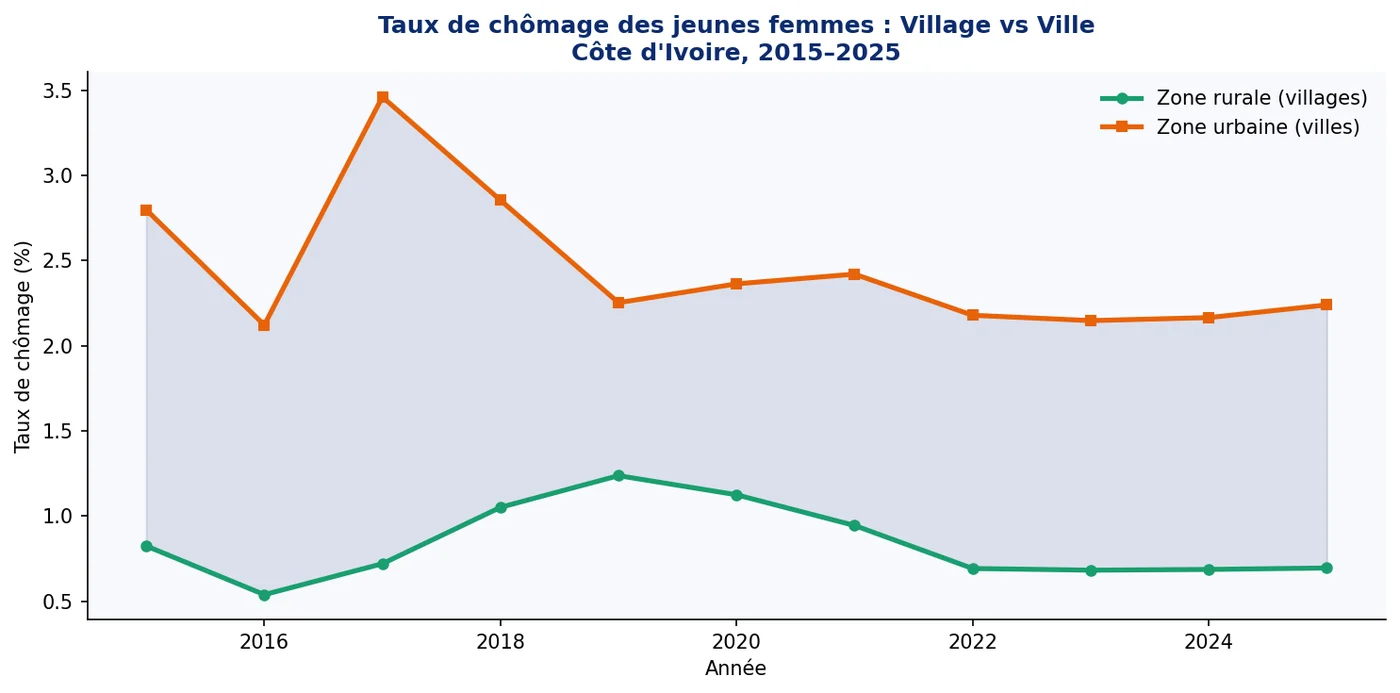 Taux de chômage des jeunes femmes : Village vs Ville
Côte d'Ivoire, 2015–2025
Zone rurale (villages)
Zone urbaine (villes)
Taux de chômage (%)
3.5
3.0
2.5
2.0
1.5
1.0
0.5
2016
2018
2020
2022
2024
Année